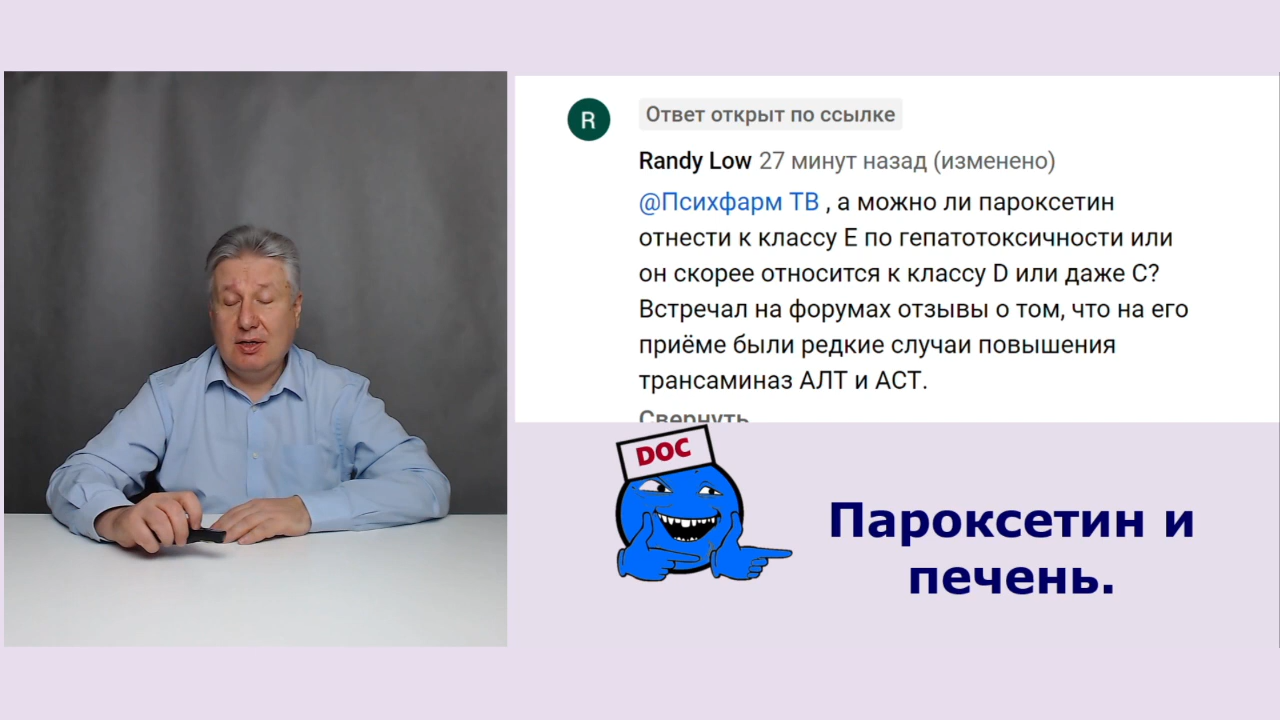 R
Ответ открыт по ссылке
Randy Low 27 минут назад (изменено)
@Психфарм ТВ , а можно ли пароксетин
отнести к классу Е по гепатотоксичности или
он скорее относится к классу D или даже С?
Встречал на форумах отзывы о том, что на его
приёме были редкие случаи повышения
трансаминаз АЛТ и АСТ.
Свернуть
DOC
Пароксетин и
печень.